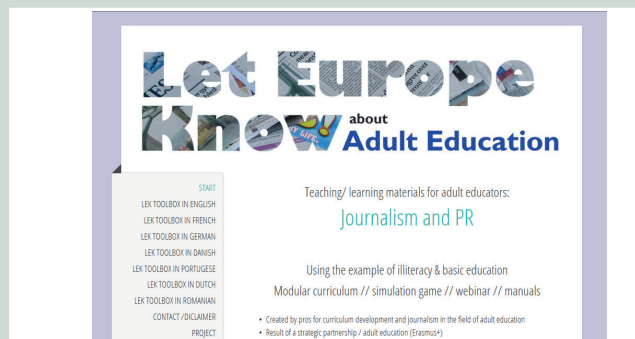 Let Europe
Know about
Adult Education
START
LEK TOOLBOX IN ENGLISH
LEK TOOLBOX IN FRENCH
LEK TOOLBOX IN GERMAN
LEK TOOLBOX IN DANISH
LEK TOOLBOX IN PORTUGESE
LEK TOOLBOX IN DUTCH
LEK TOOLBOX IN ROMANIAN
CONTACT /DICLAIMER
PROJECT
Teaching/ learning materials for adult educators:
Journalism and PR
Using the example of illiteracy & basic education
Modular curriculum // simulation game // webinar // manuals
• Created by pros for curriculum development and journalism in the field of adult education
• Result of a strategic partnership / adult education (Erasmus+)